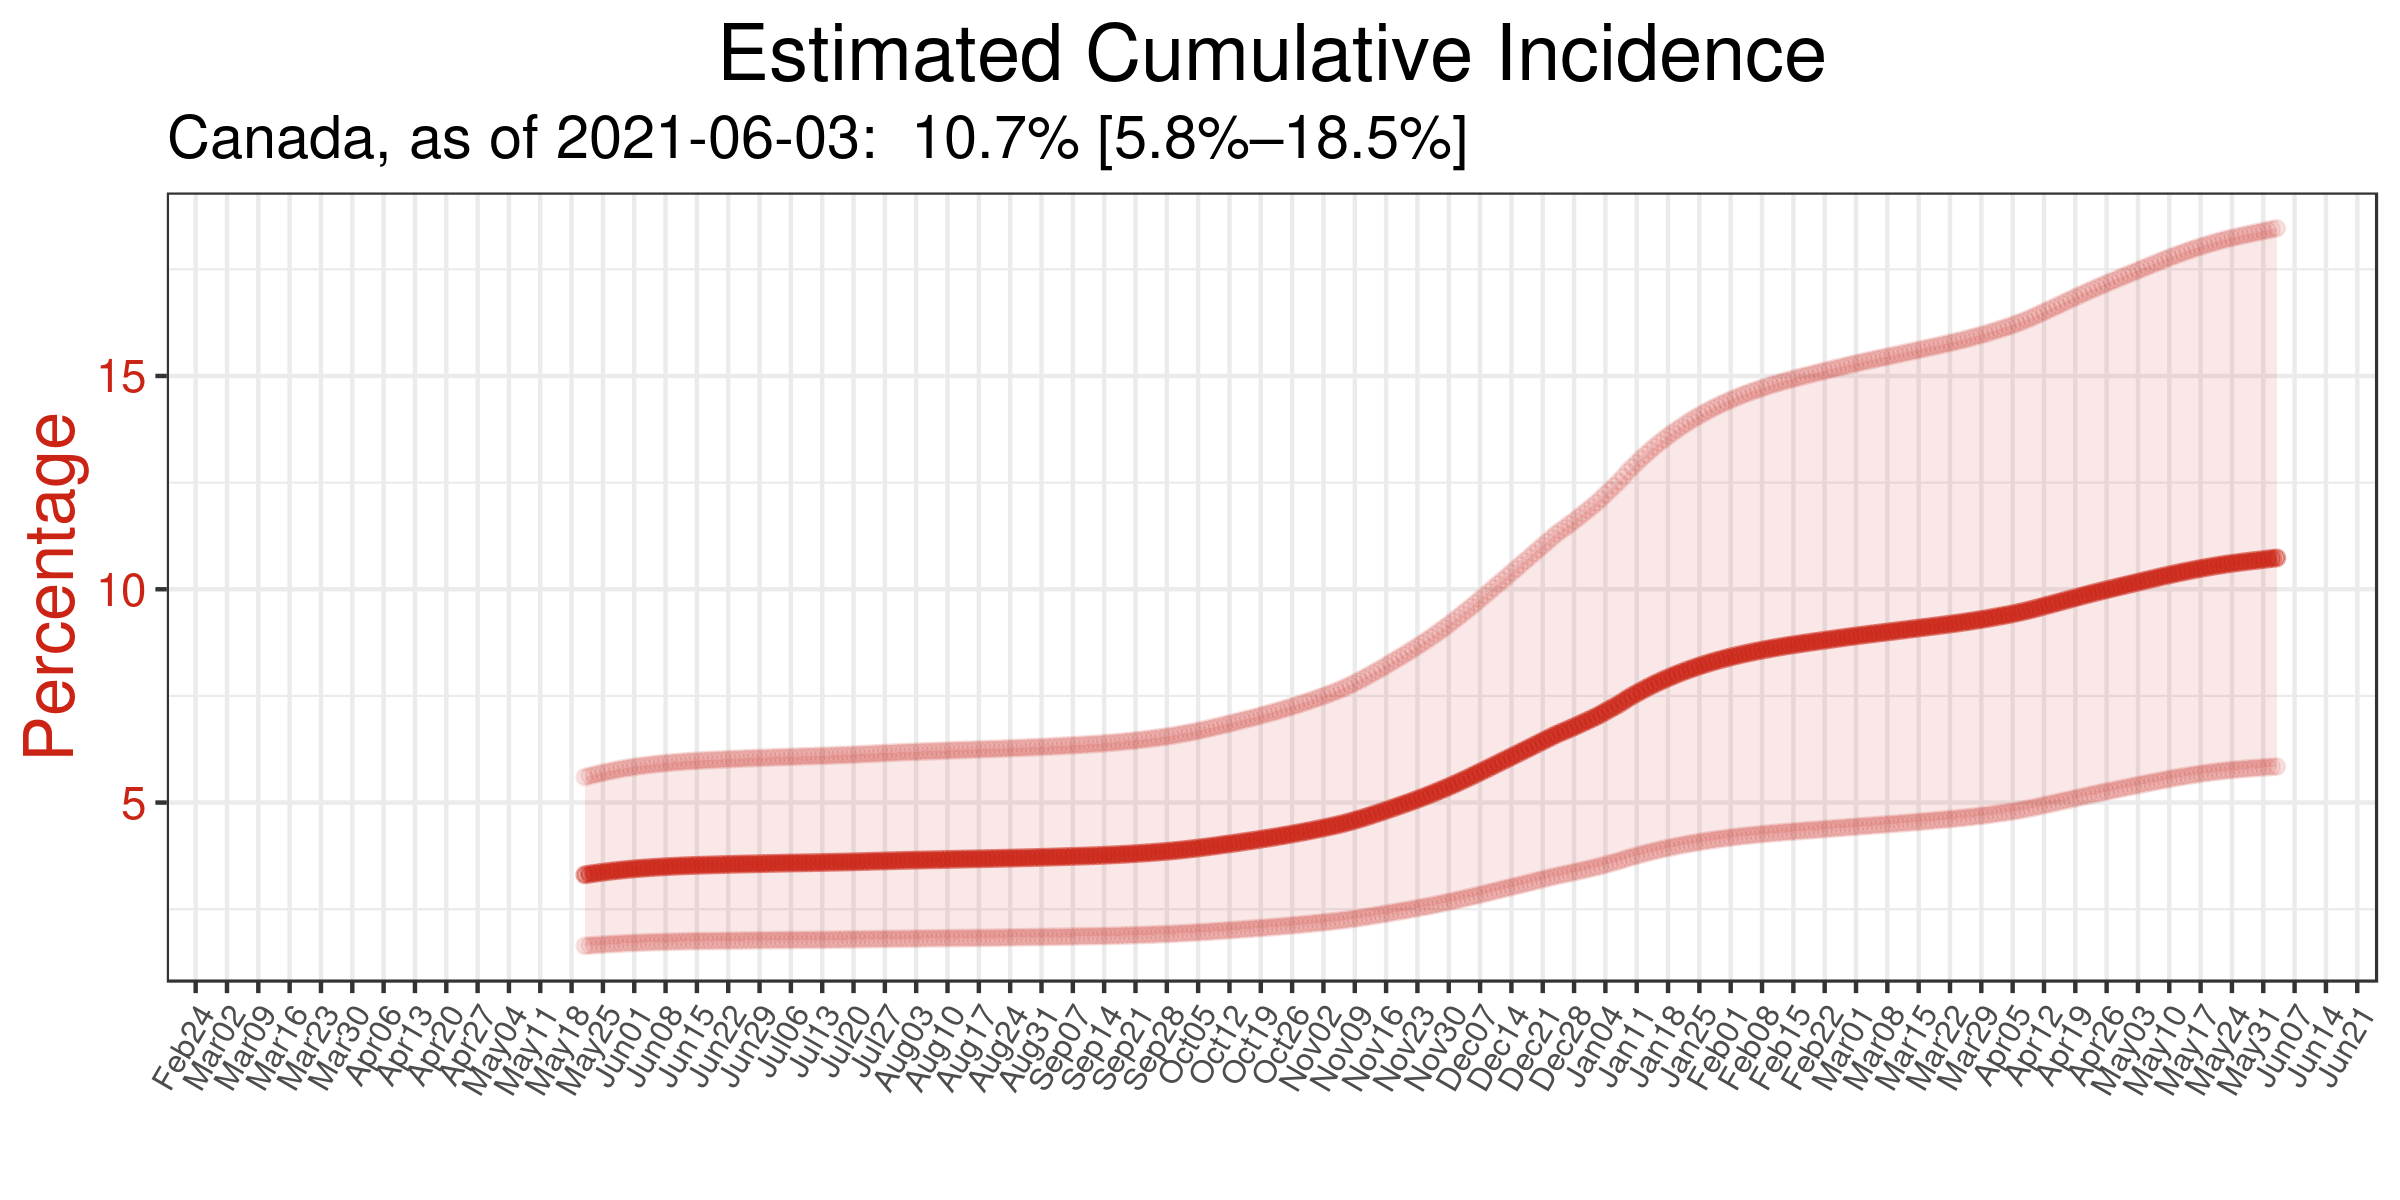 Estimated Cumulative Incidence
Canada, as of 2021-06-03:  10.7% [5.8%–18.5%]
Percentage
15
10
5
Feb24
Mar02
Mar09
Mar16
Mar23
Mar30
Apr06
Apr13
Apr20
Apr27
May04
May11
May18
May25
Jun01
Jun08
Jun15
Jun22
Jun29
Jul06
Jul13
Jul20
Jul27
Aug03
Aug10
Aug17
Aug24
Aug31
Sep07
Sep14
Sep21
Sep28
Oct05
Oct12
Oct19
Oct26
Nov02
Nov09
Nov16
Nov23
Nov30
Dec07
Dec14
Dec21
Dec28
Jan04
Jan11
Jan18
Jan25
Feb01
Feb08
Feb15
Feb22
Mar01
Mar08
Mar15
Mar22
Mar29
Apr05
Apr12
Apr19
Apr26
May03
May10
May17
May24
May31
Jun07
Jun14
Jun21